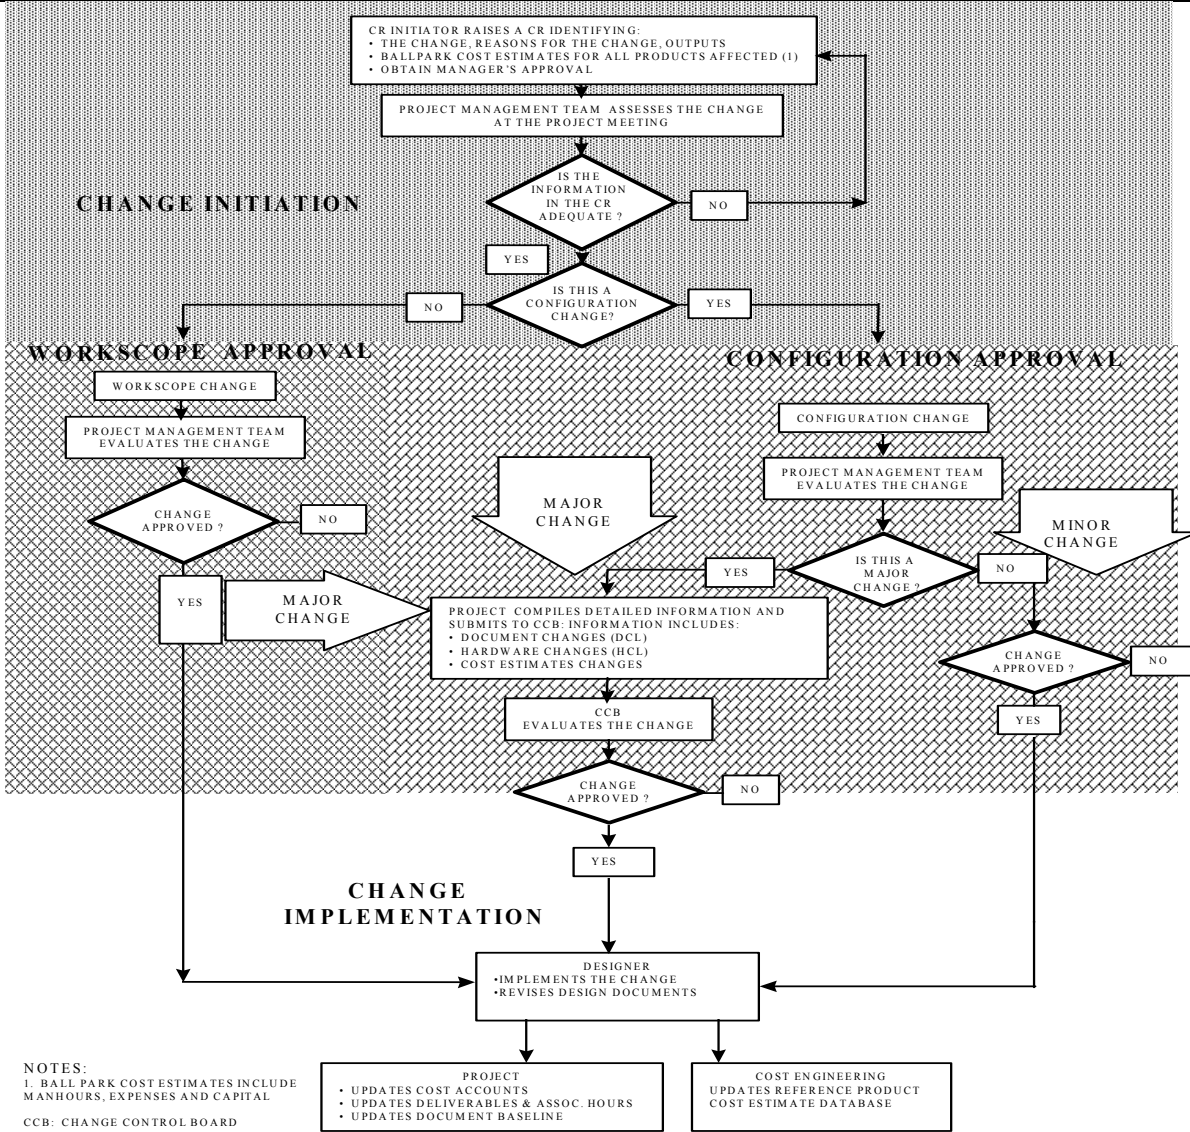 CR INITIATOR RAISES A CR IDENTIFYING:
• THE CHANGE, REASONS FOR THE CHANGE, OUTPUTS
• BALLPARK COST ESTIMATES FOR ALL PRODUCTS AFFECTED (1)
• OBTAIN MANAGER'S APPROVAL
PROJECT MANAGEMENT TEAM ASSESSES THE CHANGE
AT THE PROJECT MEETING
IS THE
INFORMATION
IN THE CR
ADEQUATE ?
NO
CHANGE INITIATION
YES
IS THIS A
CONFIGURATION
CHANGE?
NO
YES
WORKSCOPE APPROVAL
CONFIGURATION APPROVAL
WORKSCOPE CHANGE
PROJECT MANAGEMENT TEAM
EVALUATES THE CHANGE
CHANGE
APPROVED ?
NO
YES
MAJOR
CHANGE
CONFIGURATION CHANGE
PROJECT MANAGEMENT TEAM
EVALUATES THE CHANGE
MAJOR
CHANGE
MINOR
CHANGE
IS THIS A
MAJOR
CHANGE ?
YES
NO
PROJECT COMPILES DETAILED INFORMATION AND
SUBMITS TO CCB: INFORMATION INCLUDES:
• DOCUMENT CHANGES (DCL)
• HARDWARE CHANGES (HCL)
• COST ESTIMATES CHANGES
CHANGE
APPROVED ?
NO
YES
CCB
EVALUATES THE CHANGE
CHANGE
APPROVED ?
NO
YES
CHANGE
IMPLEMENTATION
DESIGNER
•IMPLEMENTS THE CHANGE
•REVISES DESIGN DOCUMENTS
PROJECT
• UPDATES COST ACCOUNTS
• UPDATES DELIVERABLES & ASSOC. HOURS
• UPDATES DOCUMENT BASELINE
COST ENGINEERING
UPDATES REFERENCE PRODUCT
COST ESTIMATE DATABASE
NOTES:
1. BALL PARK COST ESTIMATES INCLUDE
MANHOURS, EXPENSES AND CAPITAL
CCB: CHANGE CONTROL BOARD